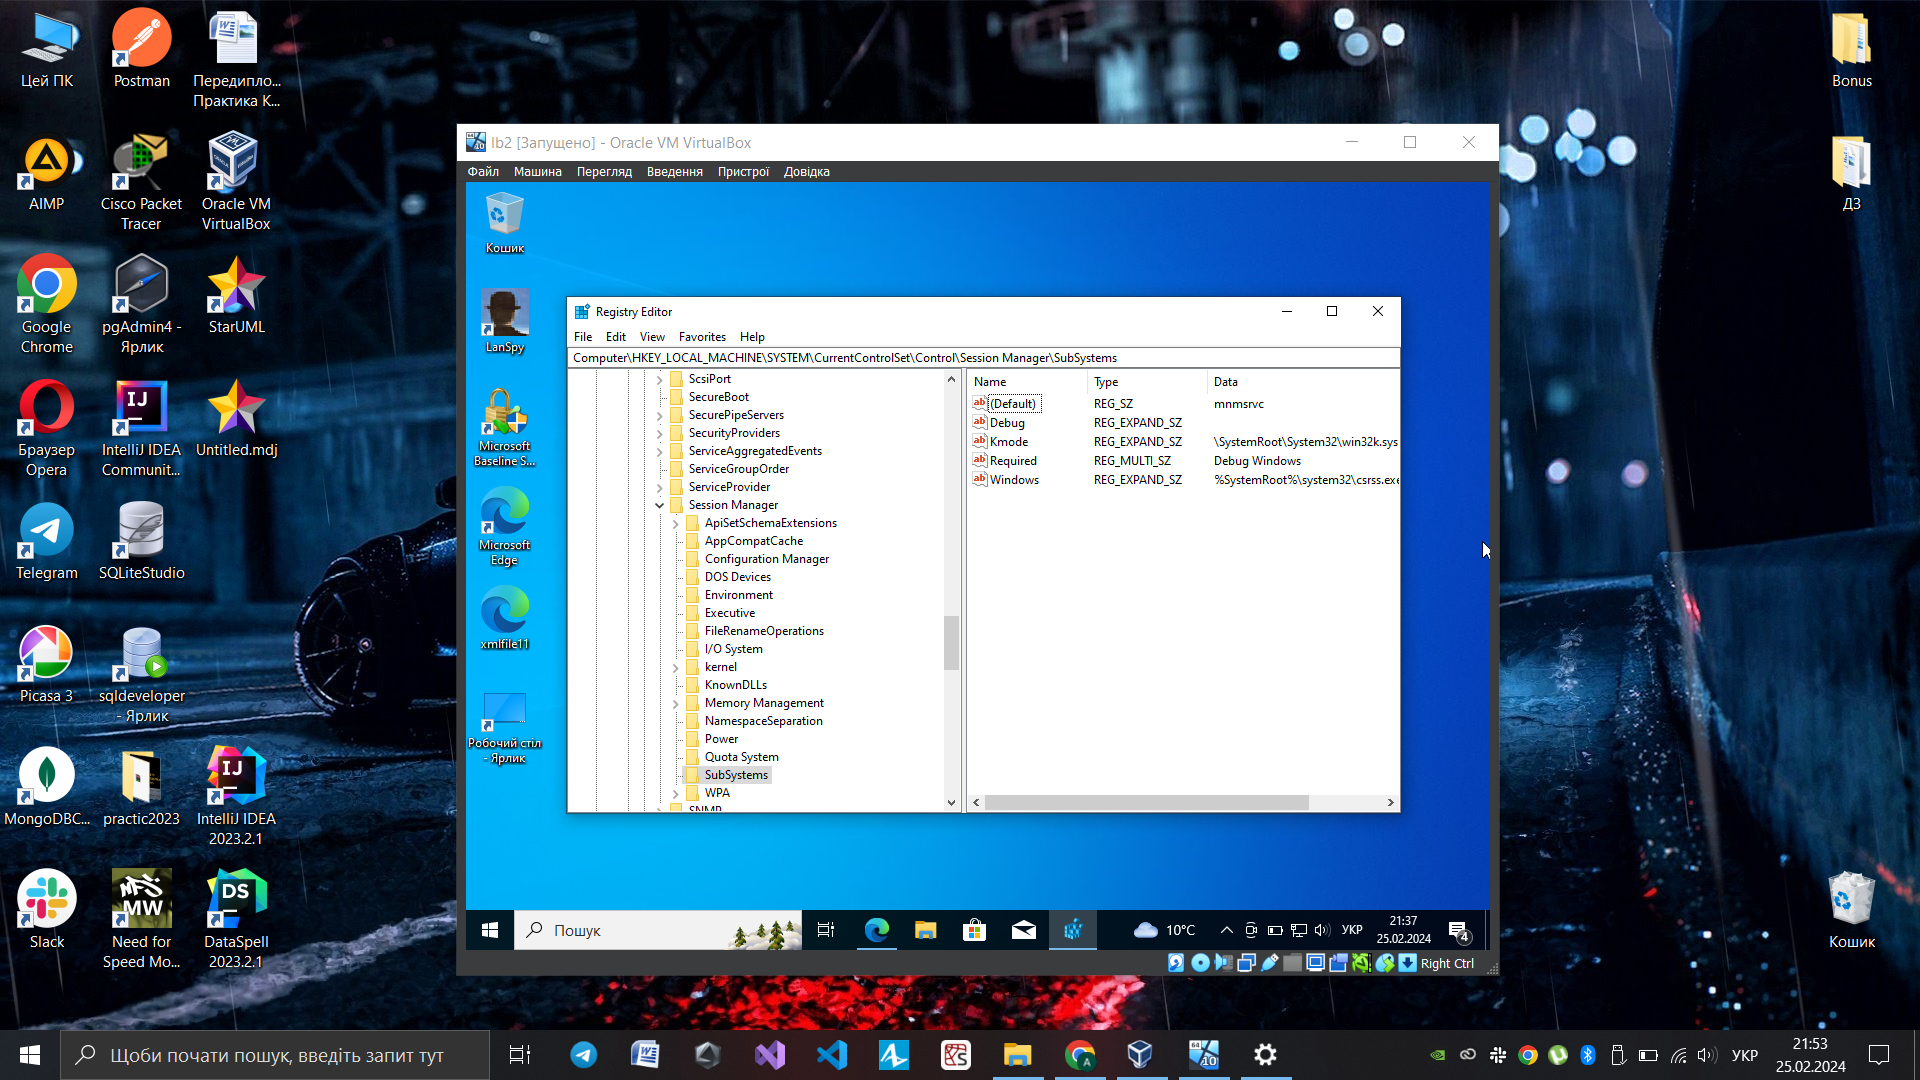 Цей ПК
Postman
Передипло...
Практика К...
AIMP
Cisco Packet
Tracer
Oracle VM
VirtualBox
Google
Chrome
pgAdmin4 -
Ярлик
StarUML
Браузер
Opera
IntelliJ IDEA
Communit...
Untitled.mdj
Telegram
SQLiteStudio
Picasa 3
sqldeveloper
- Ярлик
MongoDBC...
practic2023
IntelliJ IDEA
2023.2.1
Slack
Need for
Speed Mo...
DataSpell
2023.2.1
Bonus
ДЗ
Кошик
Ib2 [Запущено] - Oracle VM VirtualBox
Файл Машина Перегляд Введення Пристрої Довідка
Кошик
LanSpy
Microsoft
Baseline S...
Microsoft
Edge
xmlfile11
Робочий стіл
- Ярлик
Registry Editor
File Edit View Favorites Help
Computer\HKEY_LOCAL_MACHINE\SYSTEM\CurrentControlSet\Control\Session Manager\SubSystems
ScsiPort
SecureBoot
SecurePipeServers
SecurityProviders
ServiceAggregatedEvents
ServiceGroupOrder
ServiceProvider
Session Manager
ApiSetSchemaExtensions
AppCompatCache
Configuration Manager
DOS Devices
Environment
Executive
FileRenameOperations
I/O System
kernel
KnownDLLs
Memory Management
NamespaceSeparation
Power
Quota System
SubSystems
WPA
SNMP
Name Type Data
(Default) REG_SZ mnmsrvc
Debug REG_EXPAND_SZ
Kmode REG_EXPAND_SZ \SystemRoot\System32\win32k.sys
Required REG_MULTI_SZ Debug Windows
Windows REG_EXPAND_SZ %SystemRoot%\system32\csrss.exe
Пошук
10°C
УКР
21:37
25.02.2024
4
Right Ctrl
Щоби почати пошук, введіть запит тут
УКР
21:53
25.02.2024